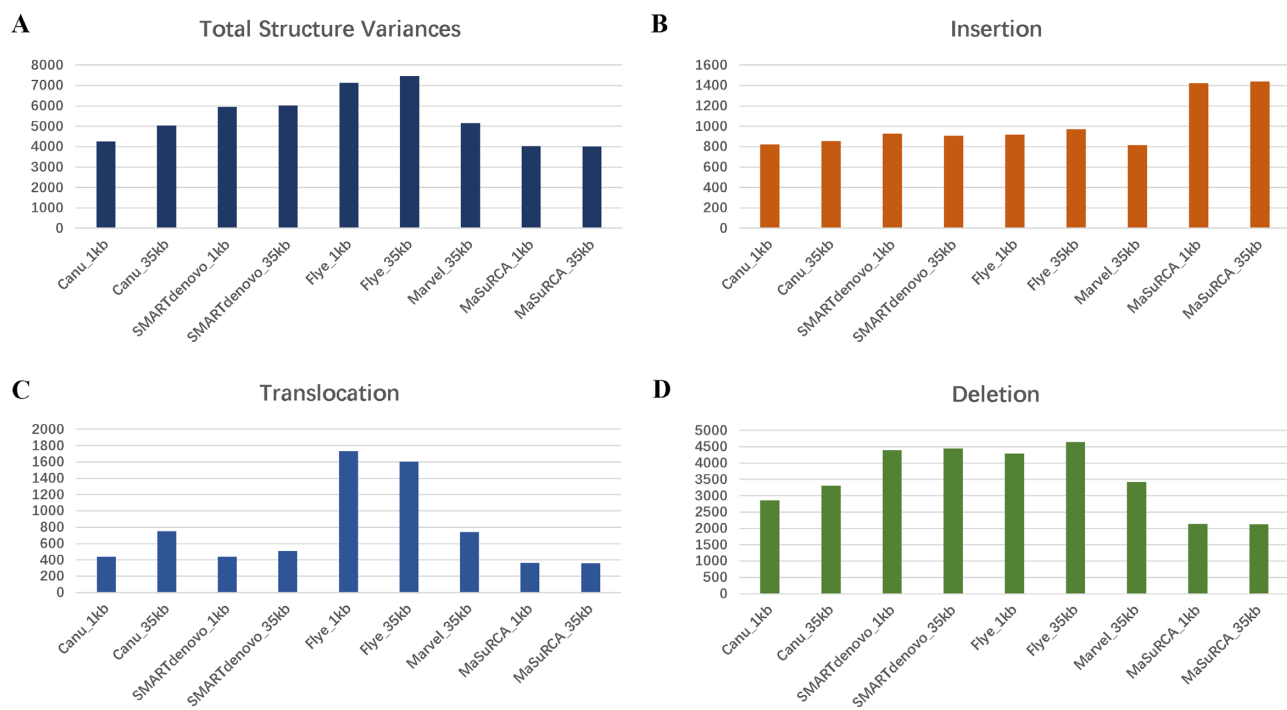 A
Total Structure Variances
8000
7000
6000
5000
4000
3000
2000
1000
0
Canu_1kb
Canu_35kb
SMARTdenovo_1kb
SMARTdenovo_35kb
Flye_1kb
Flye_35kb
Marvel_35kb
MaSuRCA_1kb
MaSuRCA_35kb
B
Insertion
1600
1400
1200
1000
800
600
400
200
0
Canu_1kb
Canu_35kb
SMARTdenovo_1kb
SMARTdenovo_35kb
Flye_1kb
Flye_35kb
Marvel_35kb
MaSuRCA_1kb
MaSuRCA_35kb
C
Translocation
2000
1800
1600
1400
1200
1000
800
600
400
200
0
Canu_1kb
Canu_35kb
SMARTdenovo_1kb
SMARTdenovo_35kb
Flye_1kb
Flye_35kb
Marvel_35kb
MaSuRCA_1kb
MaSuRCA_35kb
D
Deletion
5000
4500
4000
3500
3000
2500
2000
1500
1000
500
0
Canu_1kb
Canu_35kb
SMARTdenovo_1kb
SMARTdenovo_35kb
Flye_1kb
Flye_35kb
Marvel_35kb
MaSuRCA_1kb
MaSuRCA_35kb